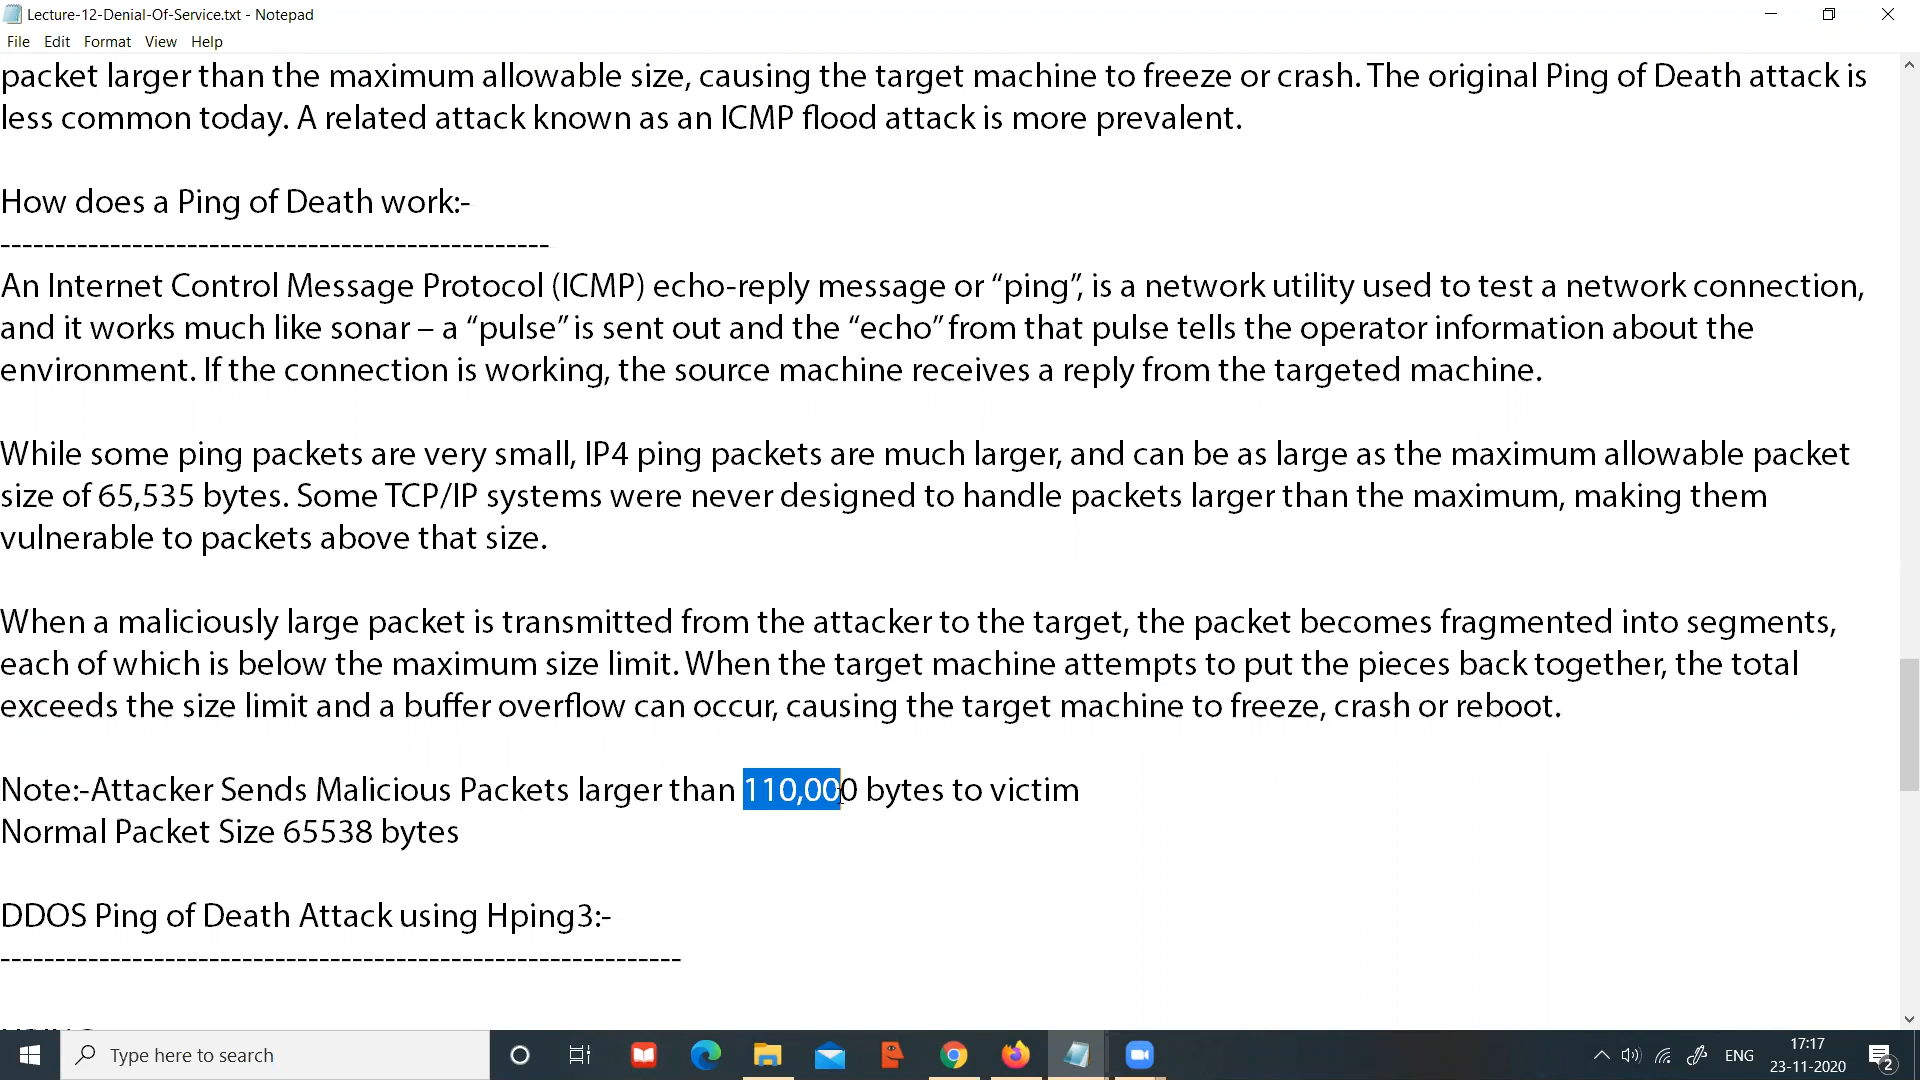 Lecture-12-Denial-Of-Service.txt - Notepad
File Edit Format View Help
packet larger than the maximum allowable size, causing the target machine to freeze or crash. The original Ping of Death attack is
less common today. A related attack known as an ICMP flood attack is more prevalent.
How does a Ping of Death work:-
--------------------------------------------------
An Internet Control Message Protocol (ICMP) echo-reply message or “ping”, is a network utility used to test a network connection,
and it works much like sonar – a “pulse” is sent out and the “echo” from that pulse tells the operator information about the
environment. If the connection is working, the source machine receives a reply from the targeted machine.
While some ping packets are very small, IP4 ping packets are much larger, and can be as large as the maximum allowable packet
size of 65,535 bytes. Some TCP/IP systems were never designed to handle packets larger than the maximum, making them
vulnerable to packets above that size.
When a maliciously large packet is transmitted from the attacker to the target, the packet becomes fragmented into segments,
each of which is below the maximum size limit. When the target machine attempts to put the pieces back together, the total
exceeds the size limit and a buffer overflow can occur, causing the target machine to freeze, crash or reboot.
Note:-Attacker Sends Malicious Packets larger than 110,000 bytes to victim
Normal Packet Size 65538 bytes
DDOS Ping of Death Attack using Hping3:-
--------------------------------------------------------------
Type here to search
ENG
17:17
23-11-2020
2